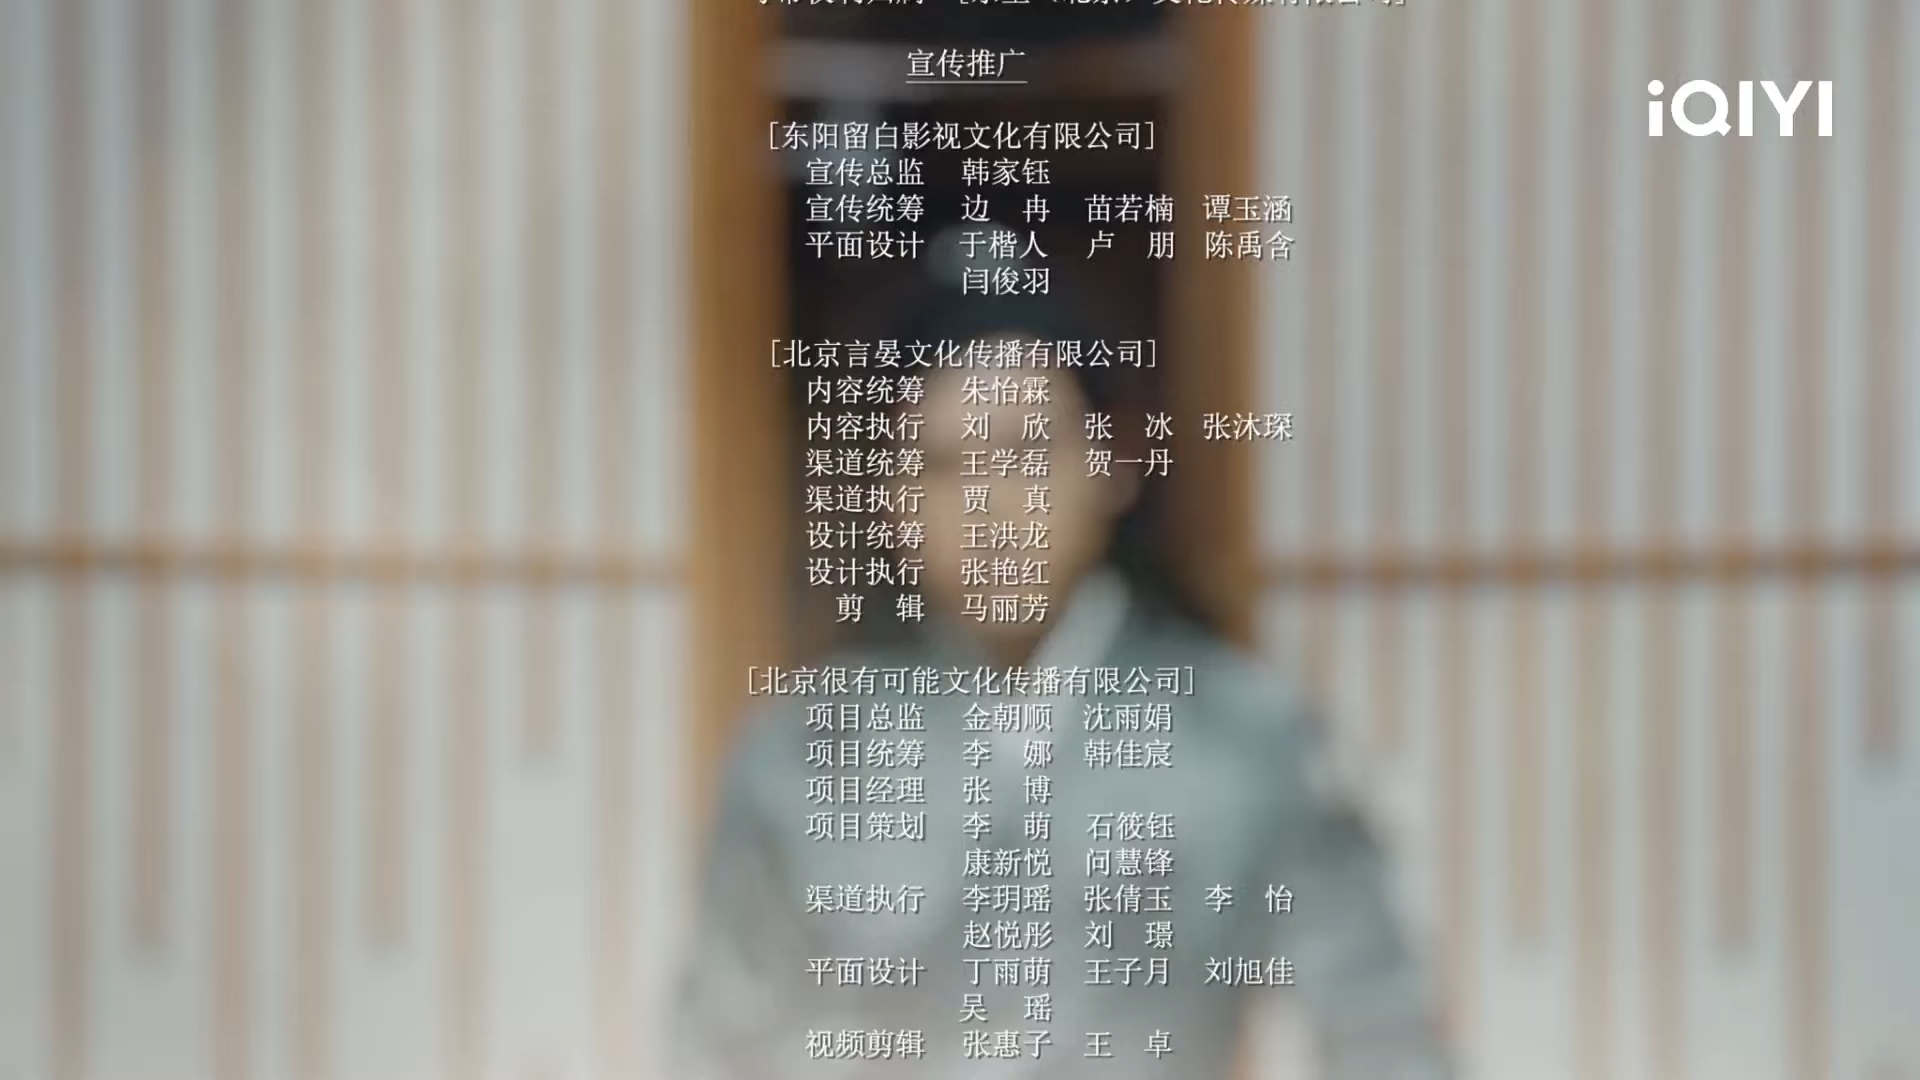 宣传推广
iQIYI
[东阳留白影视文化有限公司]
宣传总监 韩家钰
宣传统筹 边 冉 苗若楠 谭玉涵
平面设计 于楷人 卢 朋 陈禹含
闫俊羽
[北京言晏文化传播有限公司]
内容统筹 朱怡霖
内容执行 刘 欣 张 冰 张沐琛
渠道统筹 王学磊 贺一丹
渠道执行 贾 真
设计统筹 王洪龙
设计执行 张艳红
剪 辑 马丽芳
[北京很有可能文化传播有限公司]
项目总监 金朝顺 沈雨娟
项目统筹 李 娜 韩佳宸
项目经理 张 博
项目策划 李 萌 石筱钰
康新悦 问慧锋
渠道执行 李玥瑶 张倩玉 李 怡
赵悦彤 刘 璟
平面设计 丁雨萌 王子月 刘旭佳
吴 瑶
视频剪辑 张惠子 王 卓